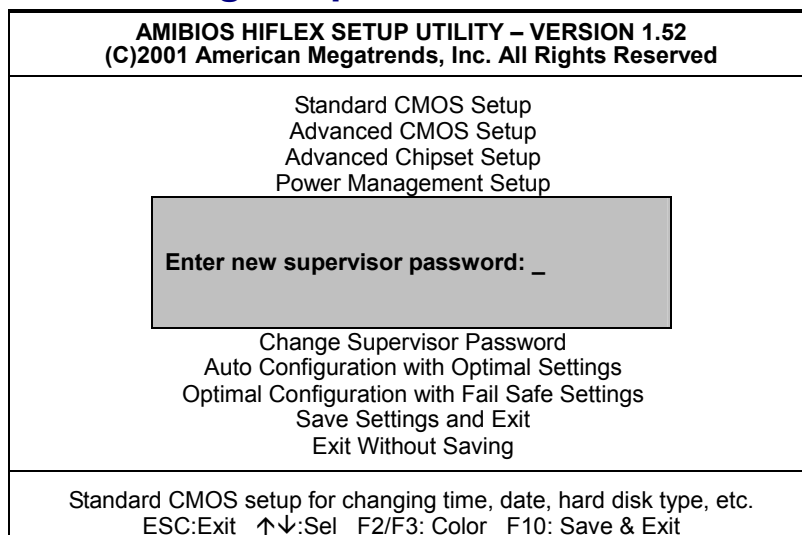 AMIBIOS HIFLEX SETUP UTILITY – VERSION 1.52
(C)2001 American Megatrends, Inc. All Rights Reserved
Standard CMOS Setup
Advanced CMOS Setup
Advanced Chipset Setup
Power Management Setup
Enter new supervisor password: _
Change Supervisor Password
Auto Configuration with Optimal Settings
Optimal Configuration with Fail Safe Settings
Save Settings and Exit
Exit Without Saving
Standard CMOS setup for changing time, date, hard disk type, etc.
ESC:Exit ↑↓:Sel F2/F3: Color F10: Save & Exit